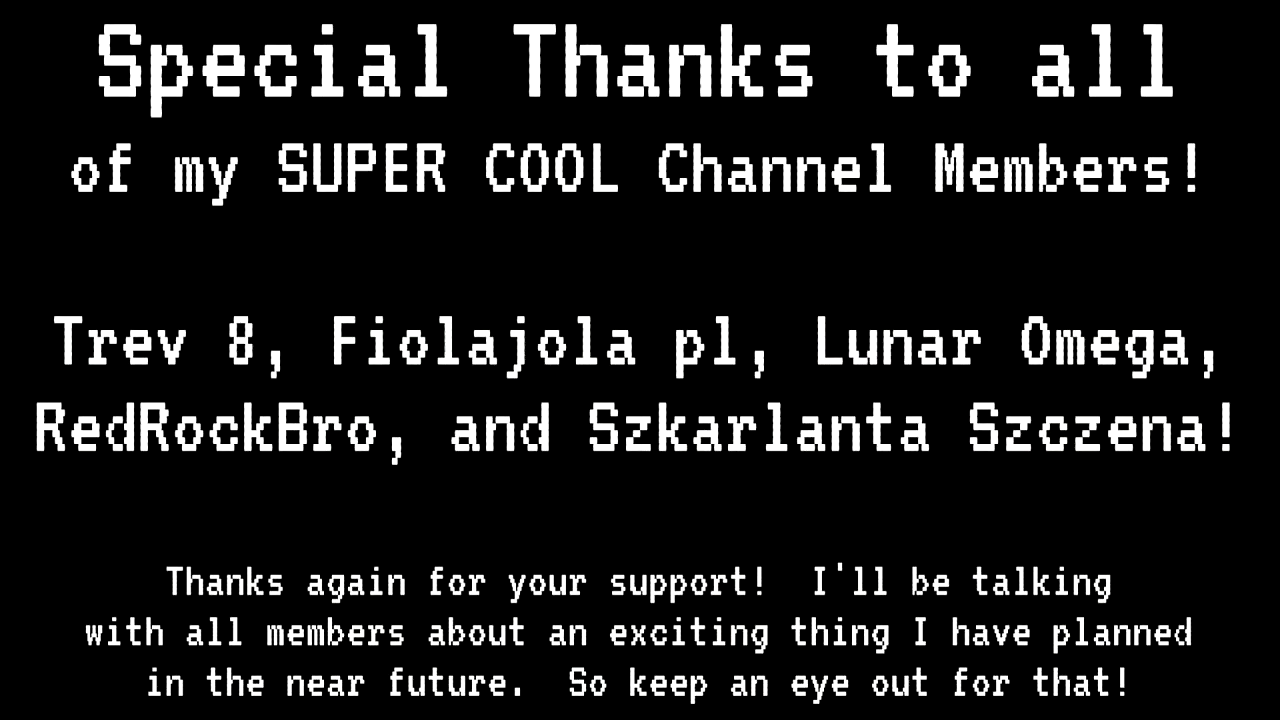 Special Thanks to all
of my SUPER COOL Channel Members!
Trev 8, Fiolajola pl, Lunar Omega,
RedRockBro, and Szkarlanta Szczena!
Thanks again for your support!  I'll be talking
with all members about an exciting thing I have planned
in the near future.  So keep an eye out for that!